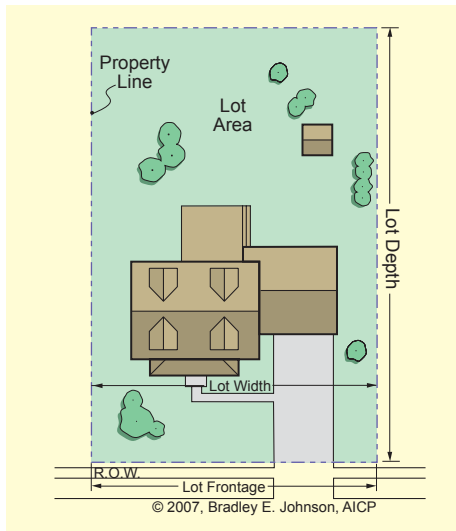 Property
Line
Lot
Area
Lot Depth
Lot Width
R.O.W.
Lot Frontage
© 2007, Bradley E. Johnson, AICP